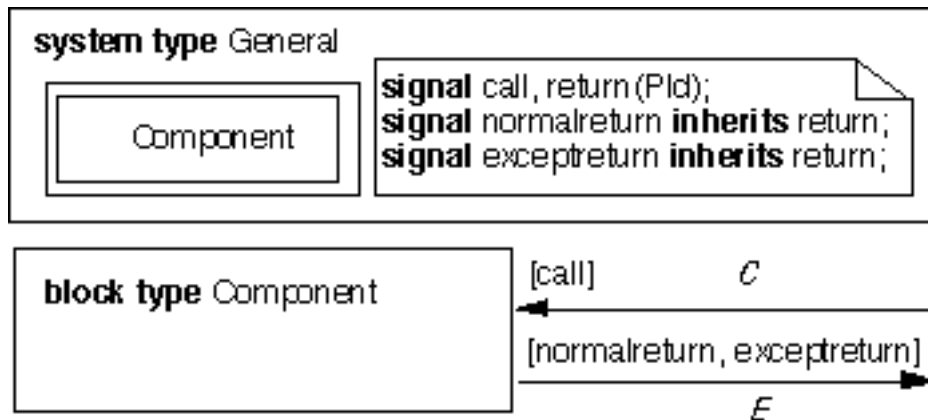 system type General
Component
signal call, return(PId);
signal normalreturn inherits return;
signal exceptreturn inherits return;
block type Component
[call] C
[normalreturn, exceptreturn]
E